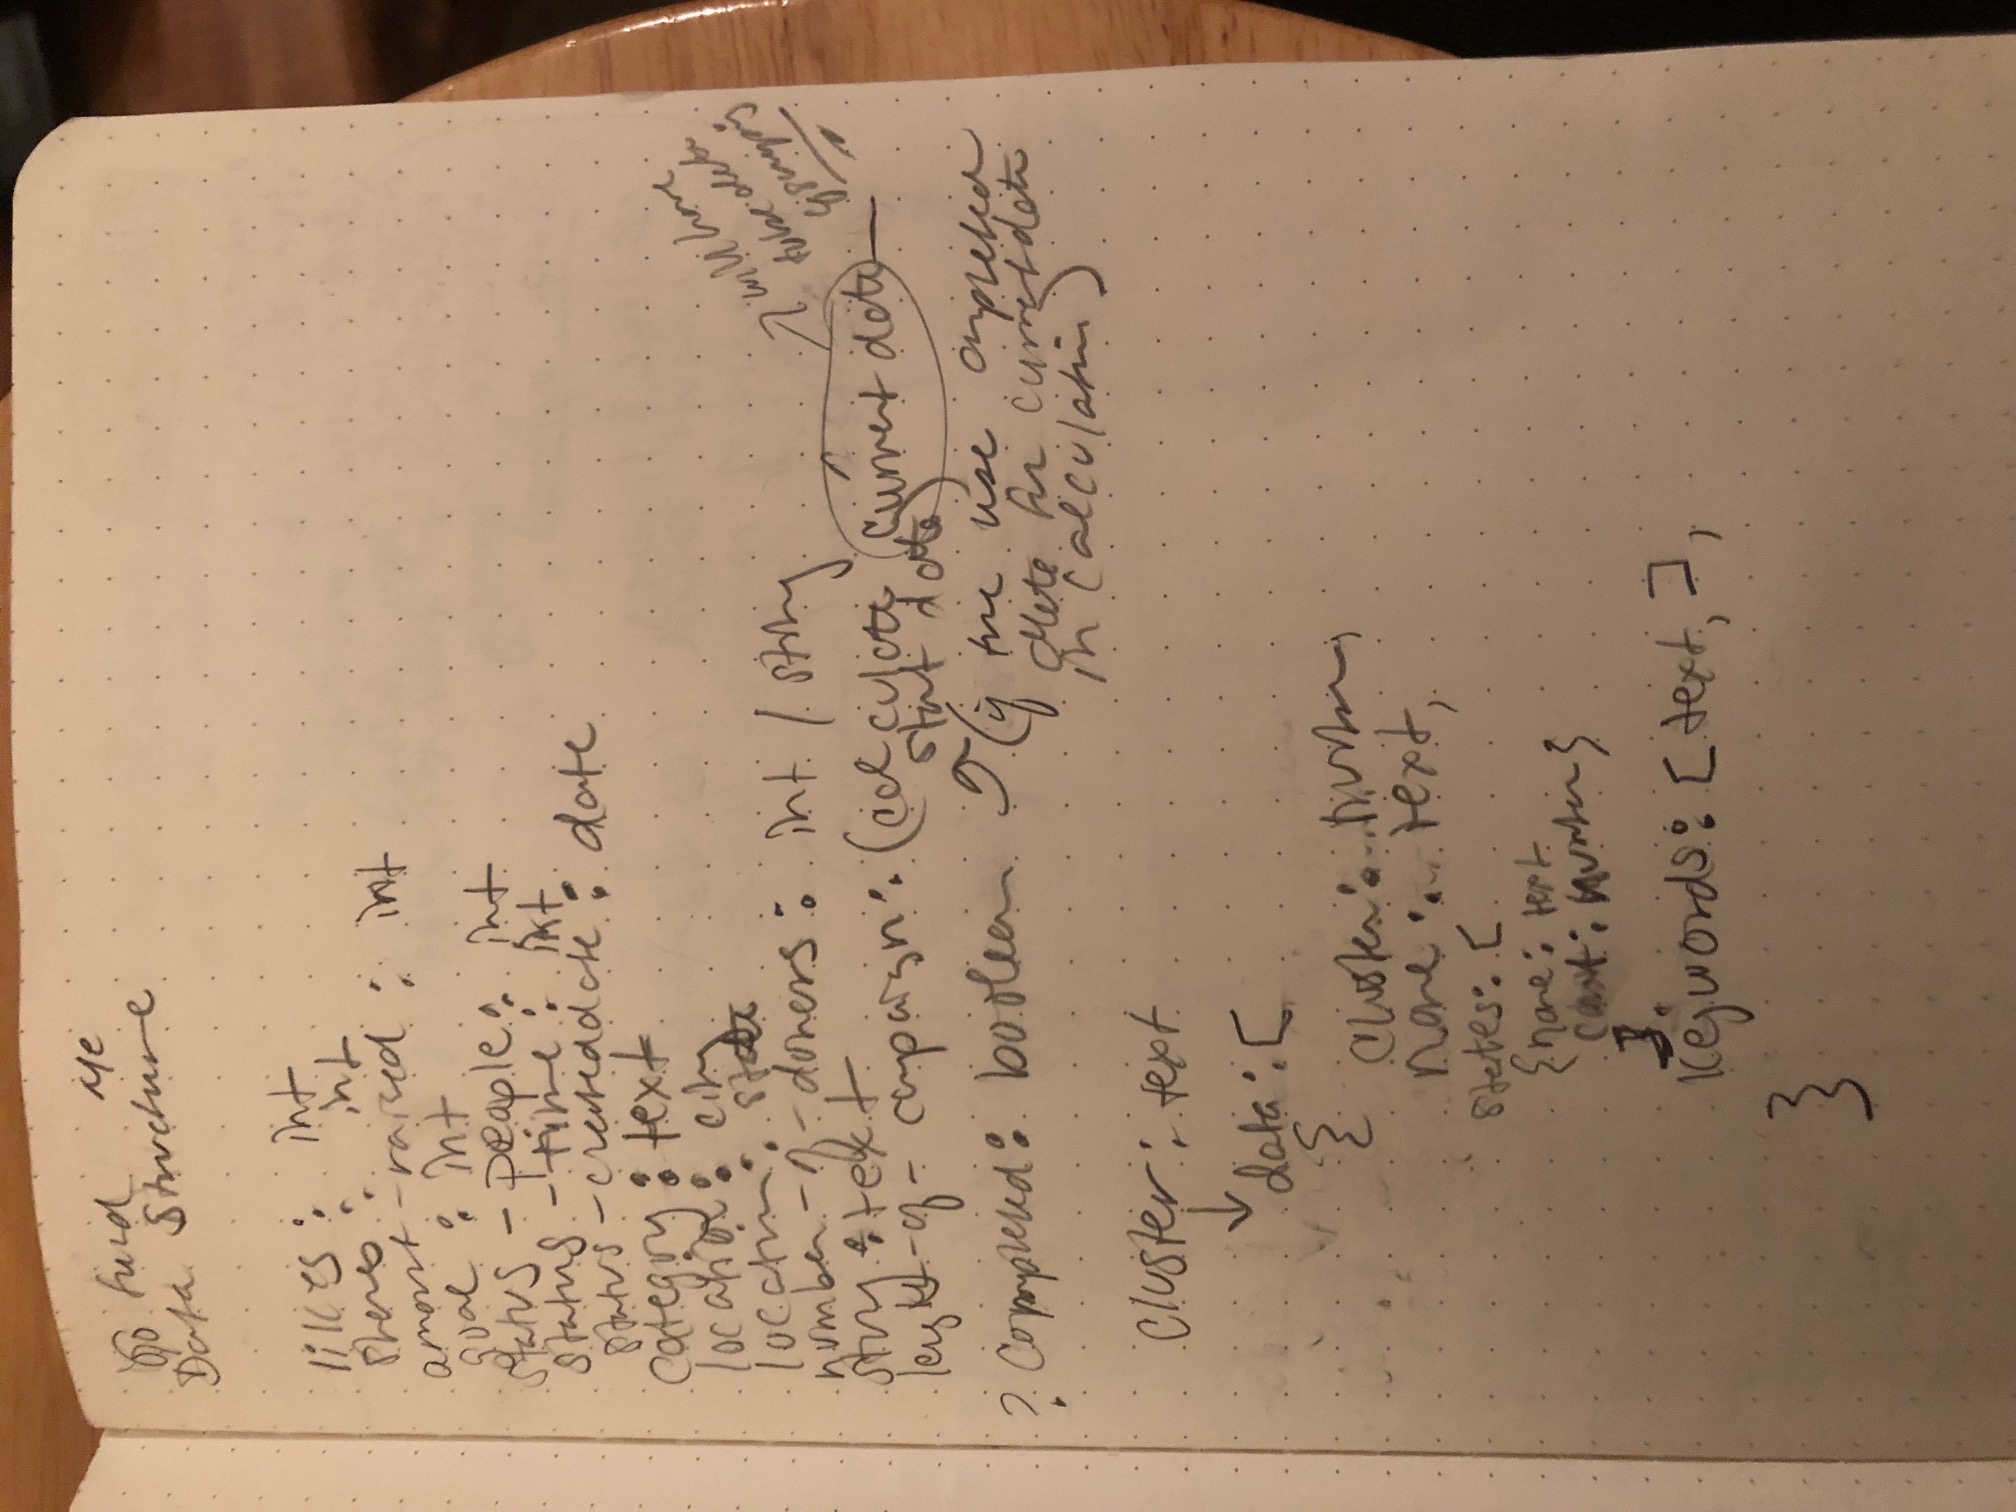 Go fund Me
Data Structure
likes: int
shares: int
amount-raised: int
goal: int
status-people: int
status-time: int
status-createddate: date
category: text
location: city
location: state
number-of-donors: int / string
story: text
length-of-campaign: (calculate current date
start date)
will have
to be date
of scraping
? Completed: boolean (if true use completed
date for current date
in calculation)
Cluster: text
data: [
{
cluster: number,
name: text,
states: [
{name: text
count: number}
],
Keywords: [text, ],
}